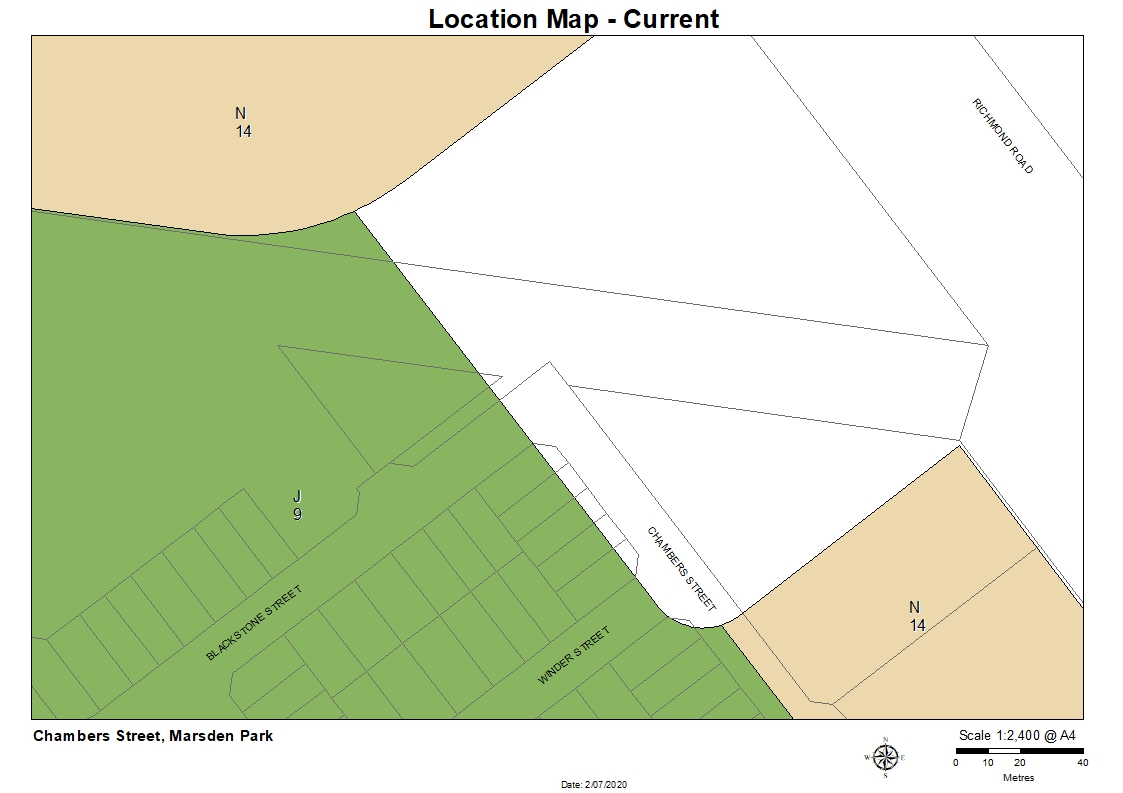 Location Map - Current
N
14
RICHMOND ROAD
J
9
CHAMBERS STREET
BLACKSTONE STREET
WINDER STREET
N
14
Chambers Street, Marsden Park
N
W E
S
Scale 1:2,400 @ A4
0 10 20 40
Metres
Date: 2/07/2020